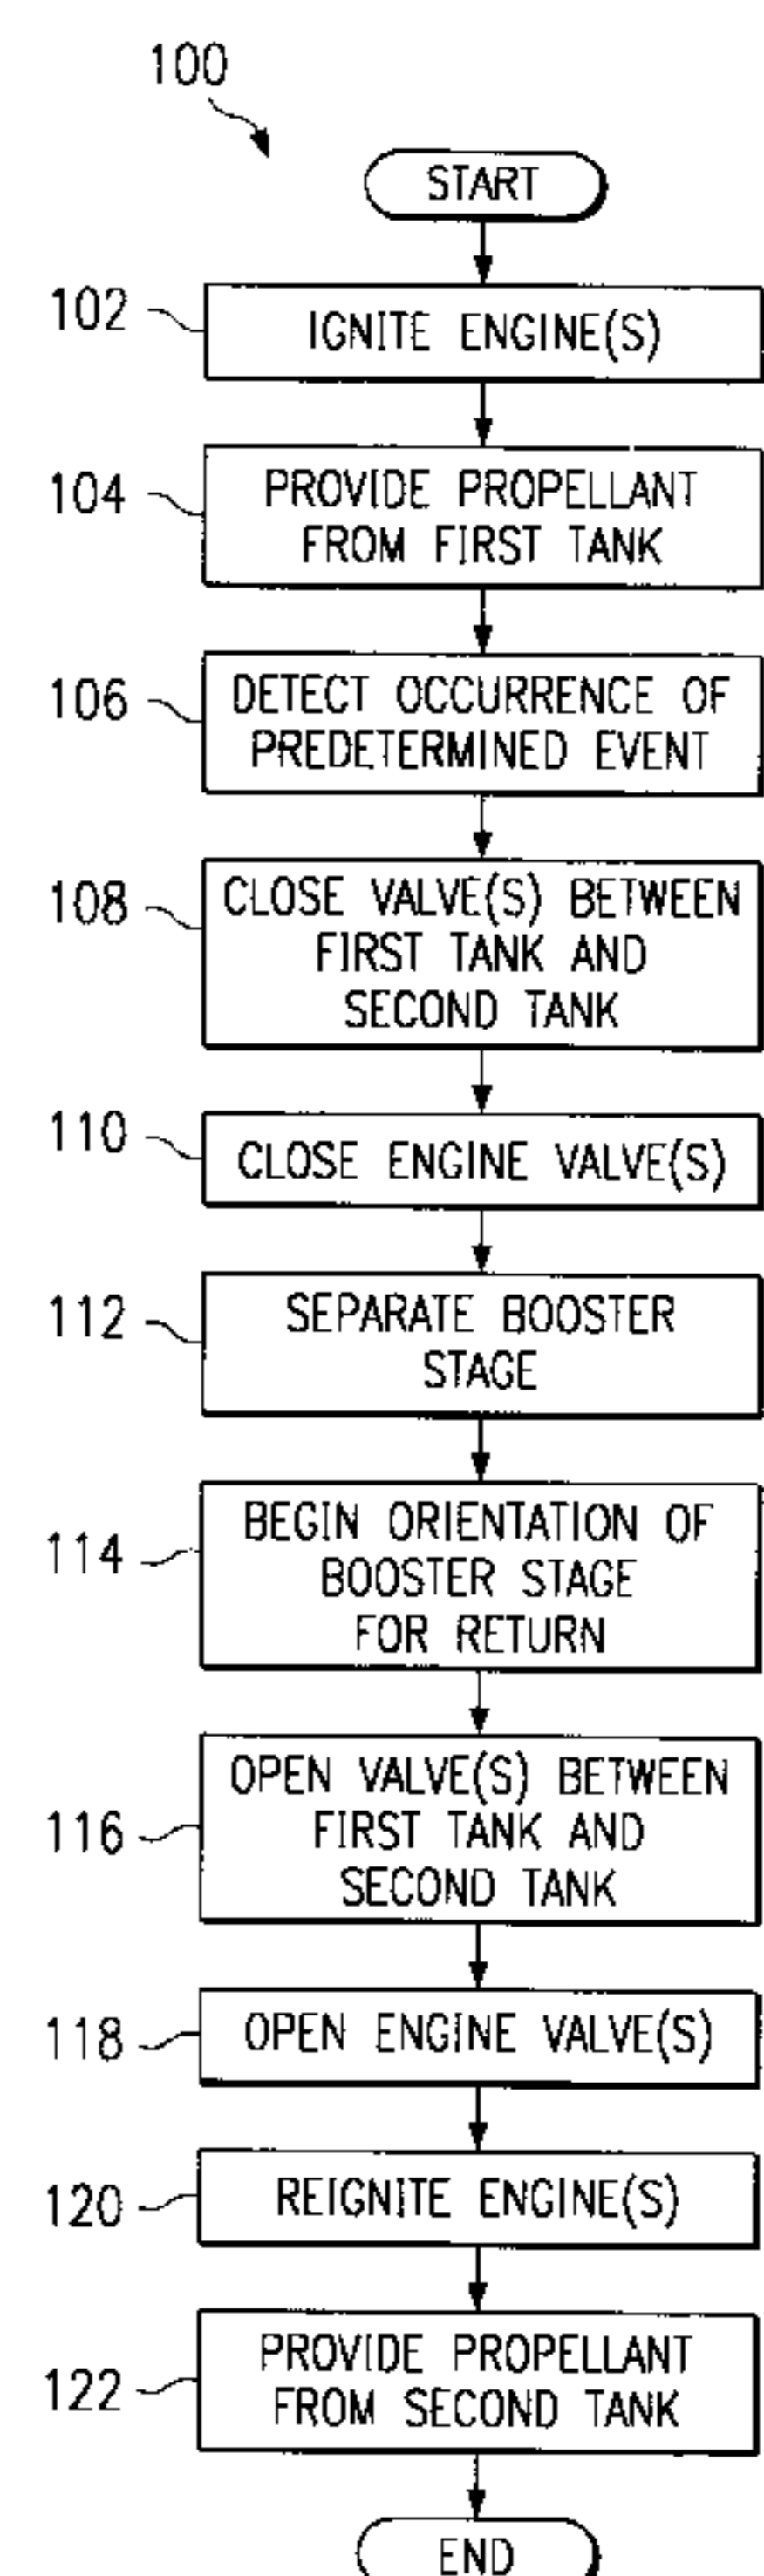 100
START
102
IGNITE ENGINE(S)
104
PROVIDE PROPELLANT
FROM FIRST TANK
106
DETECT OCCURRENCE OF
PREDETERMINED EVENT
108
CLOSE VALVE(S) BETWEEN
FIRST TANK AND
SECOND TANK
110
CLOSE ENGINE VALVE(S)
112
SEPARATE BOOSTER
STAGE
114
BEGIN ORIENTATION OF
BOOSTER STAGE
FOR RETURN
116
OPEN VALVE(S) BETWEEN
FIRST TANK AND
SECOND TANK
118
OPEN ENGINE VALVE(S)
120
REIGNITE ENGINE(S)
122
PROVIDE PROPELLANT
FROM SECOND TANK
END